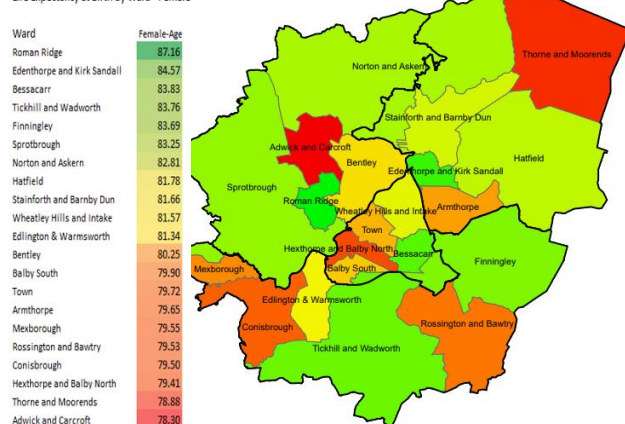 Life Expectancy at Birth by Ward - Female
Ward Female-Age
Roman Ridge 87.16
Edenthorpe and Kirk Sandall 84.57
Bessacarr 83.83
Tickhill and Wadworth 83.76
Finningley 83.69
Sprotbrough 83.25
Norton and Askern 82.81
Hatfield 81.78
Stainforth and Barnby Dun 81.66
Wheatley Hills and Intake 81.57
Edlington & Warmsworth 81.34
Bentley 80.25
Balby South 79.90
Town 79.72
Armthorpe 79.65
Mexborough 79.55
Rossington and Bawtry 79.53
Conisbrough 79.50
Hexthorpe and Balby North 79.41
Thorne and Moorends 78.88
Adwick and Carcroft 78.30
Thorne and Moorends
Norton and Askern
Stainforth and Barnby Dun
Adwick and Carcroft
Bentley
Hatfield
Edenthorpe and Kirk Sandall
Sprotbrough
Roman Ridge
Armthorpe
Wheatley Hills and Intake
Town
Hexthorpe and Balby North
Bessacarr
Finningley
Mexborough
Balby South
Edlington & Warmsworth
Conisbrough
Rossington and Bawtry
Tickhill and Wadworth